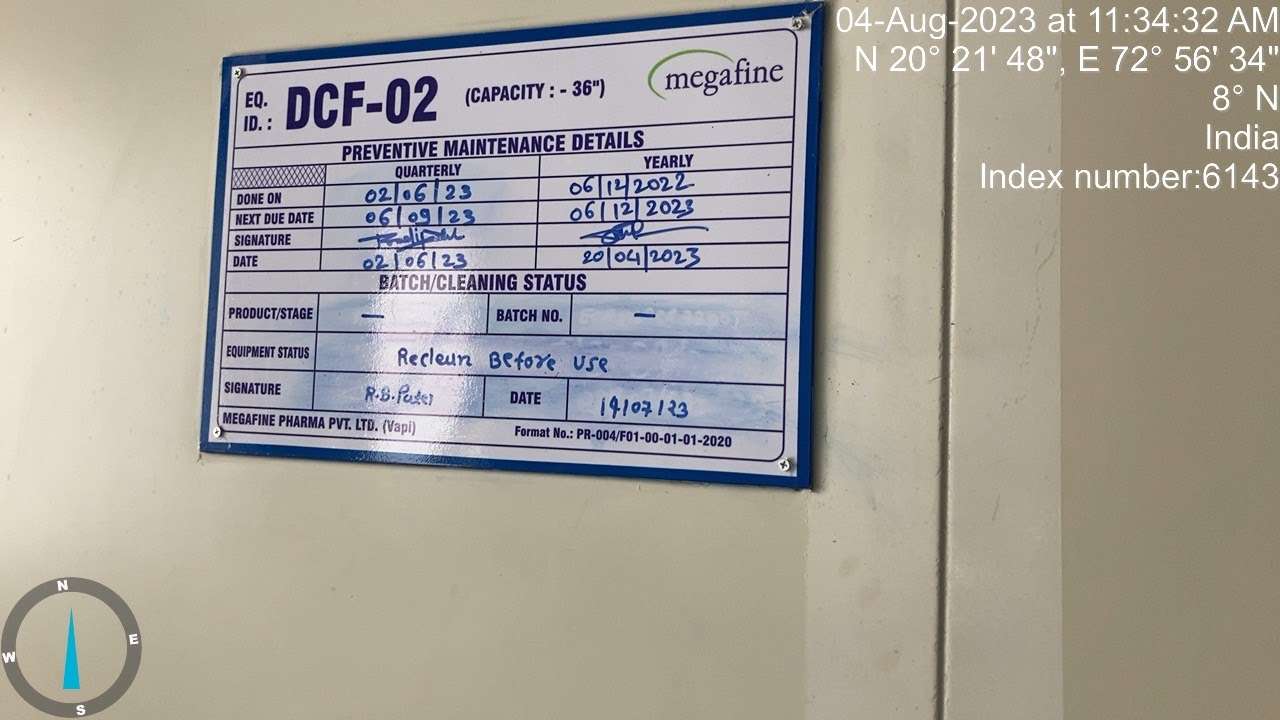 04-Aug-2023 at 11:34:32 AM
N 20° 21' 48", E 72° 56' 34"
8° N
India
Index number:6143
EQ. ID. : DCF-02 (CAPACITY : - 36") megafine
PREVENTIVE MAINTENANCE DETAILS
QUARTERLY YEARLY
DONE ON 02/06/23 06/12/2022
NEXT DUE DATE 06/09/23 06/12/2023
SIGNATURE
DATE 02/06/23 20/04/2023
BATCH/CLEANING STATUS
PRODUCT/STAGE — BATCH NO. —
EQUIPMENT STATUS Reclean Before use
SIGNATURE R.B.Patel DATE 14/07/23
MEGAFINE PHARMA PVT. LTD. (Vapi) Format No.: PR-004/F01-00-01-01-2020
N
E
W
S